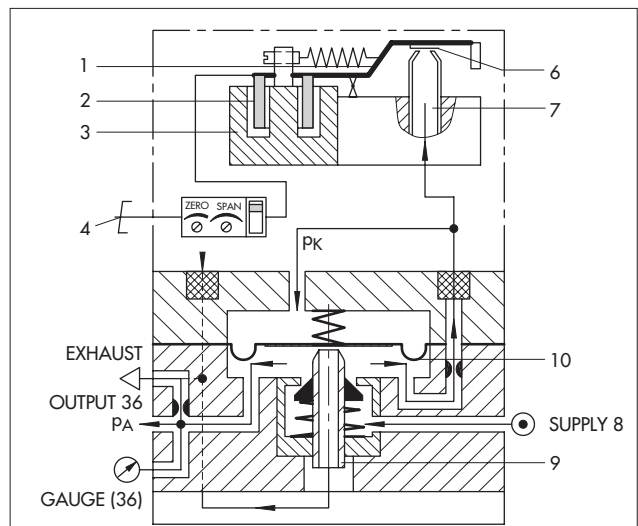 1
2
3
6
7
ZERO SPAN
4
pK
EXHAUST
10
OUTPUT 36
pA
SUPPLY 8
9
GAUGE (36)